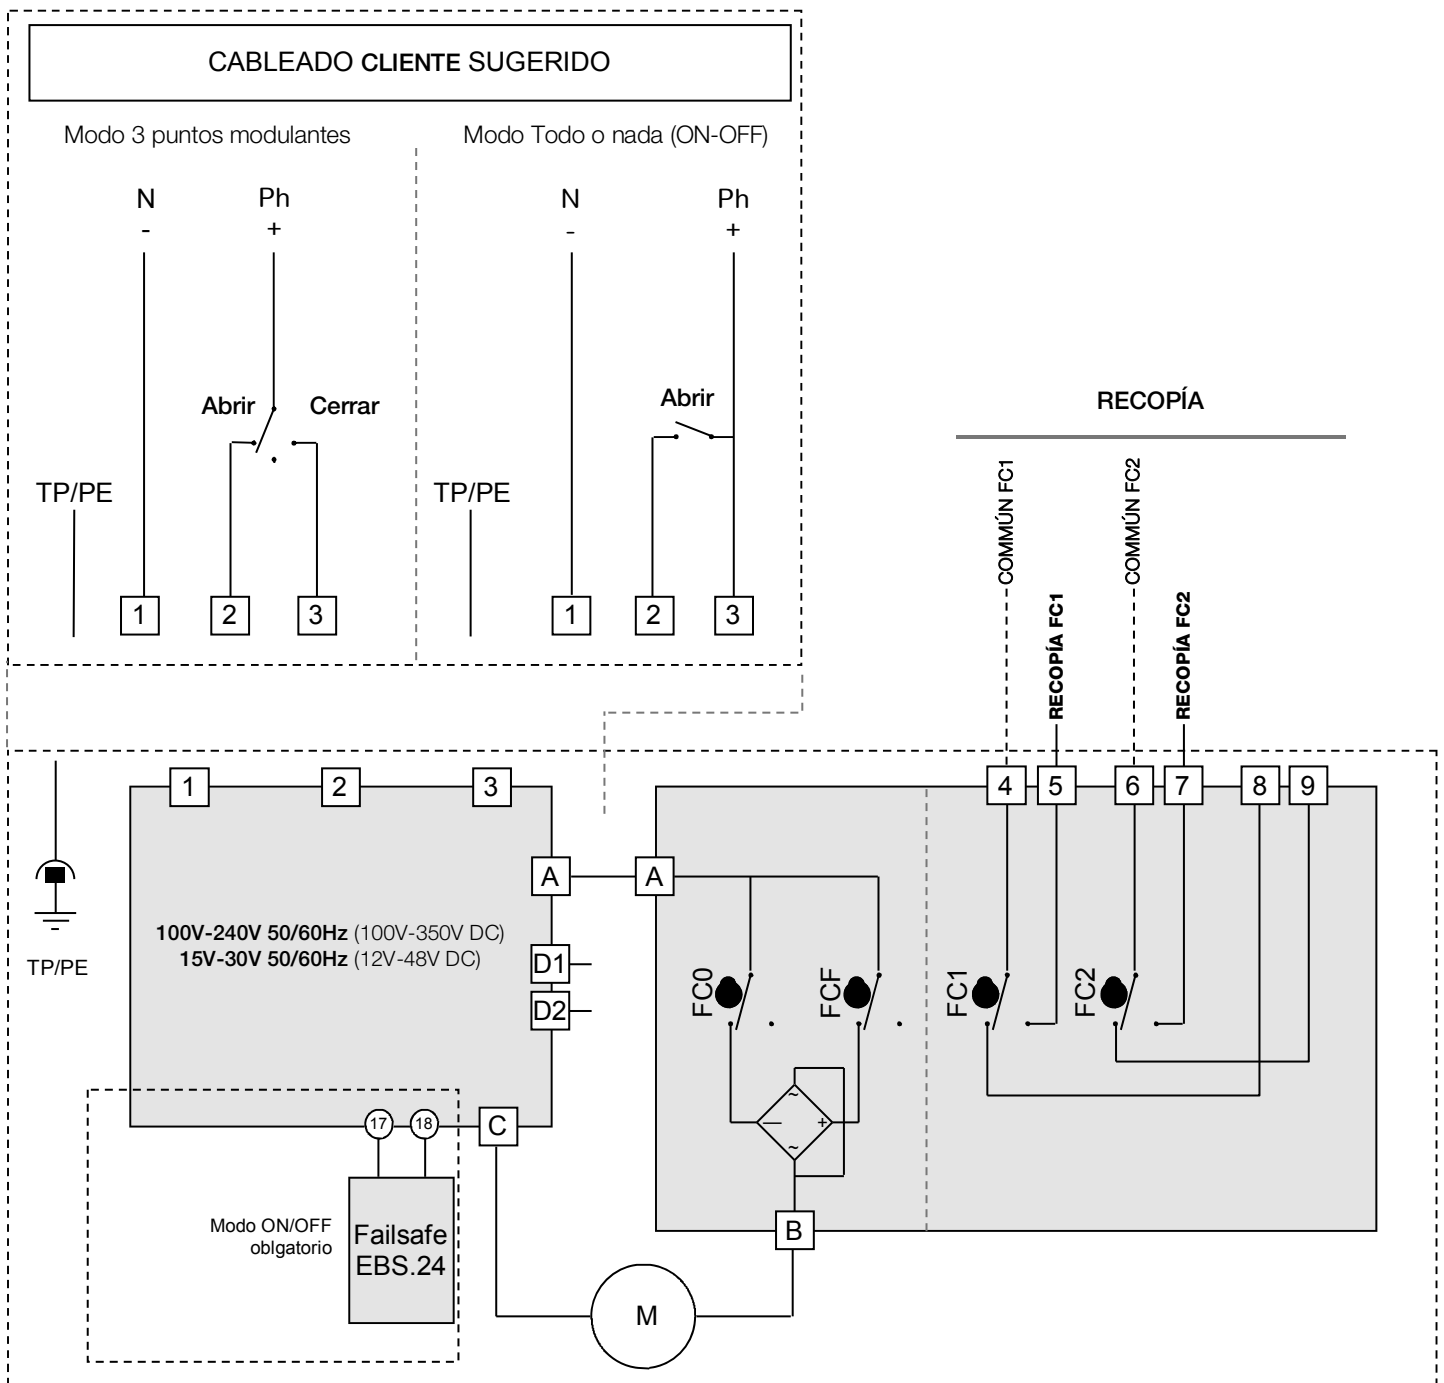 CABLEADO CLIENTE SUGERIDO
Modo 3 puntos modulantes
N
-
Ph
+
Abrir
Cerrar
TP/PE
1
2
3
Modo Todo o nada (ON-OFF)
N
-
Ph
+
Abrir
TP/PE
1
2
3
RECOPÍA
COMMÚN FC1
RECOPÍA FC1
COMMÚN FC2
RECOPÍA FC2
TP/PE
1
2
3
100V-240V 50/60Hz (100V-350V DC)
15V-30V 50/60Hz (12V-48V DC)
A
D1
D2
C
17
18
Modo ON/OFF
oblgatorio
Failsafe
EBS.24
M
A
4
5
6
7
8
9
FC0
FCF
FC1
FC2
~
—
+
~
B